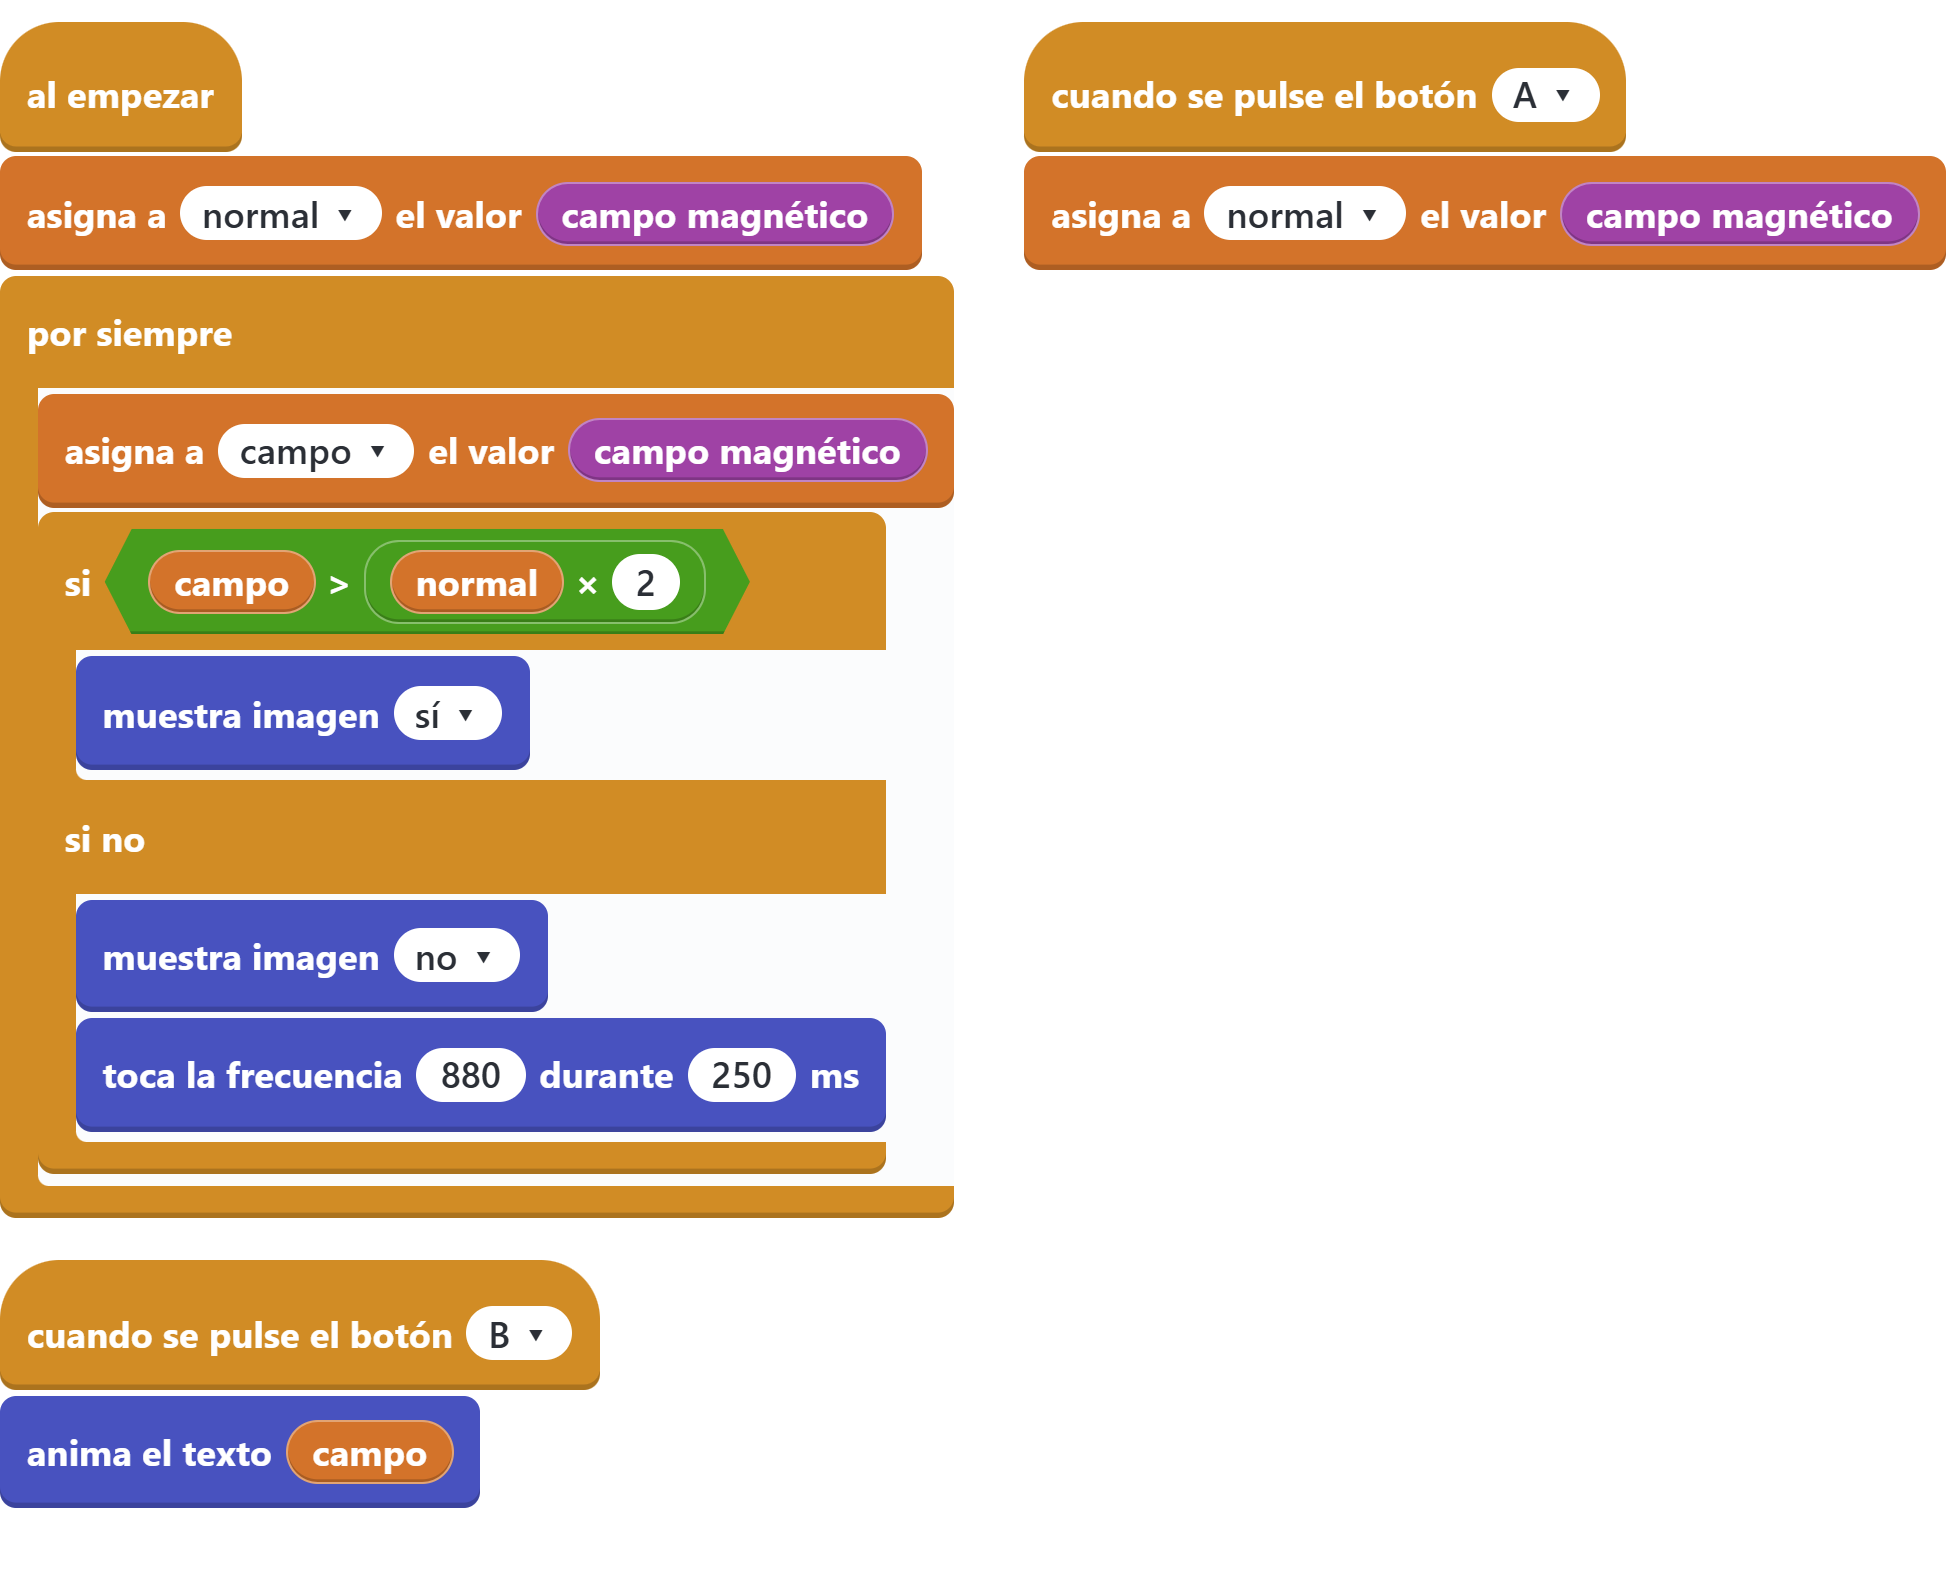 al empezar
asigna a normal ▼ el valor campo magnético
por siempre
asigna a campo ▼ el valor campo magnético
si campo > normal × 2
muestra imagen sí ▼
si no
muestra imagen no ▼
toca la frecuencia 880 durante 250 ms
cuando se pulse el botón B ▼
anima el texto campo
cuando se pulse el botón A ▼
asigna a normal ▼ el valor campo magnético